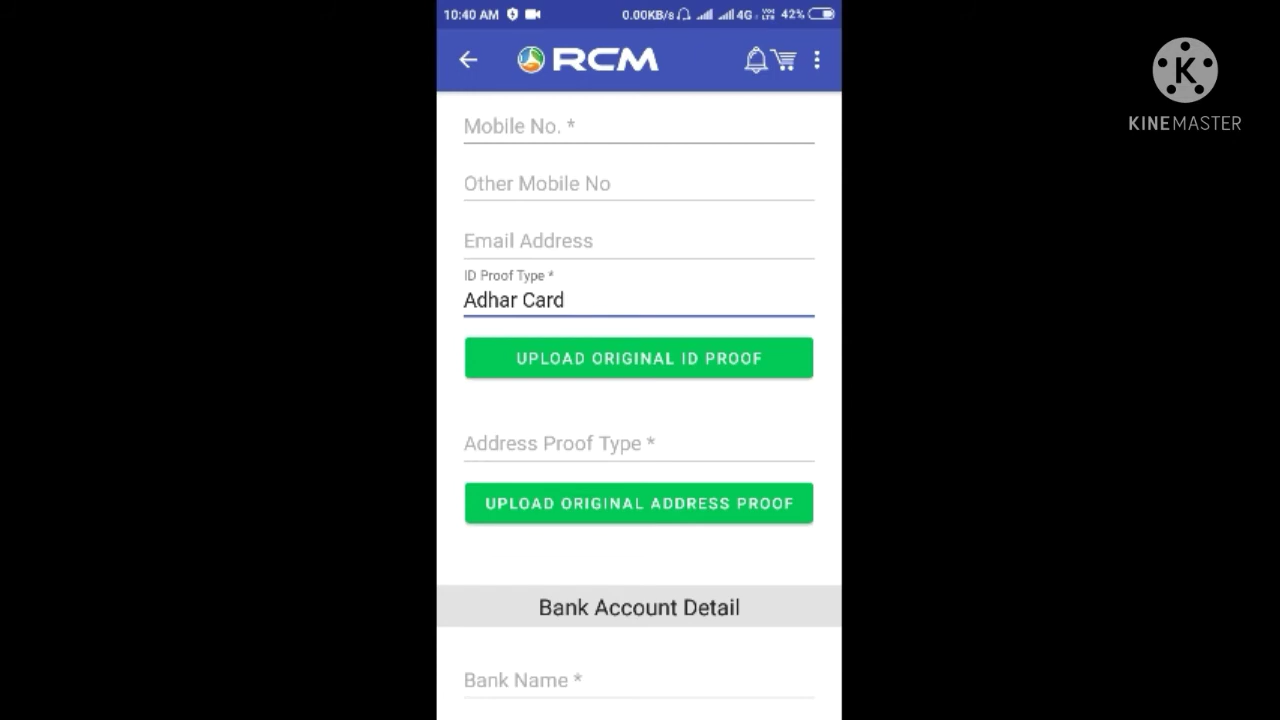 10:40 AM 0.00KB/s 4G 42%
RCM
K
KINEMASTER
Mobile No. *
Other Mobile No
Email Address
ID Proof Type *
Adhar Card
UPLOAD ORIGINAL ID PROOF
Address Proof Type *
UPLOAD ORIGINAL ADDRESS PROOF
Bank Account Detail
Bank Name *